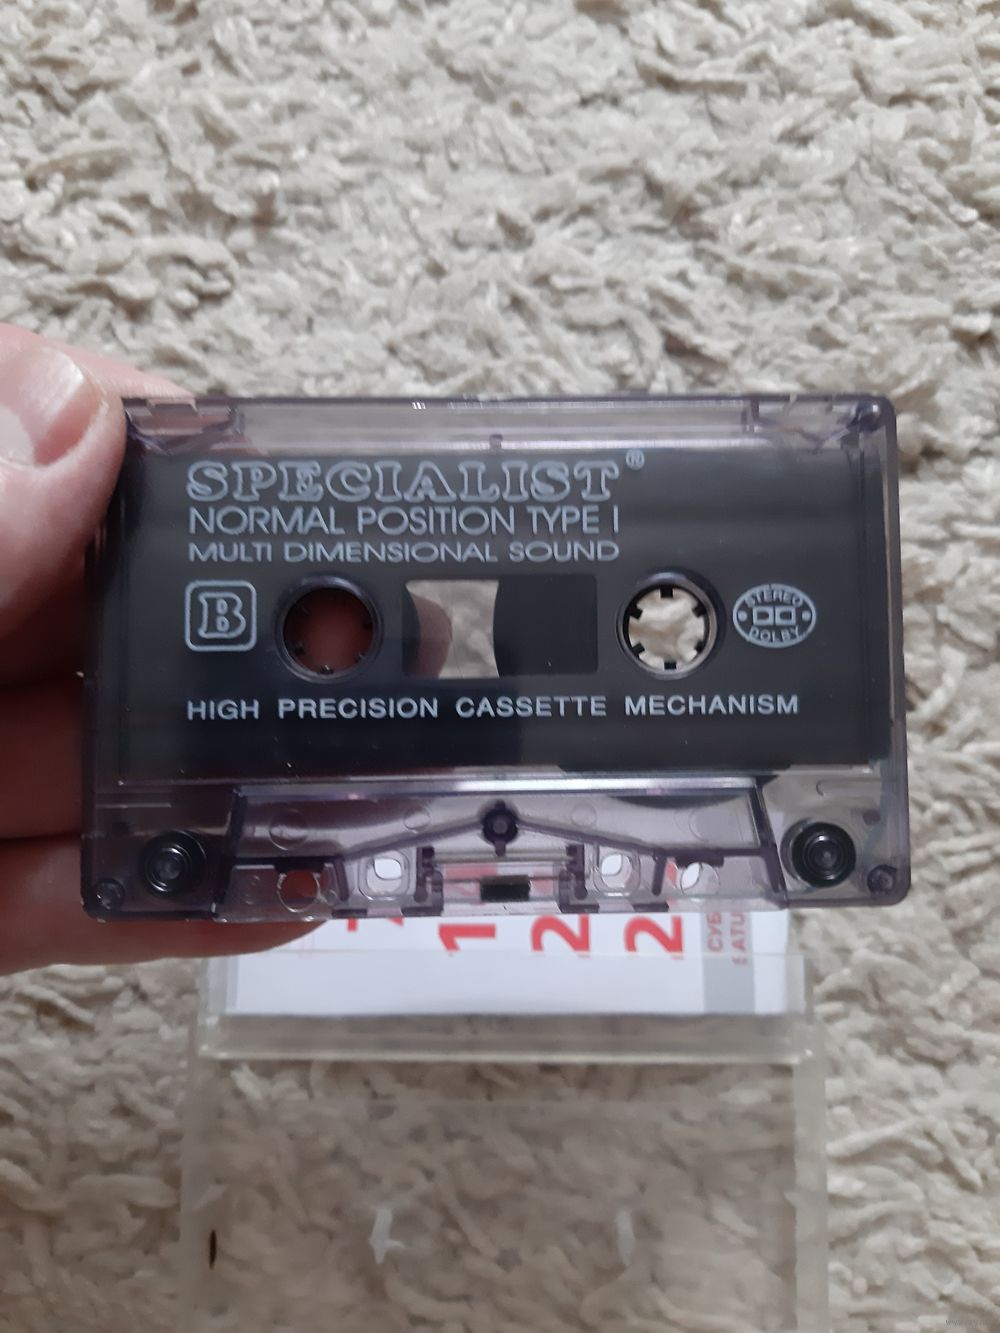 SPECIALIST®
NORMAL POSITION TYPE I
MULTI DIMENSIONAL SOUND
B
STEREO
DOLBY
HIGH PRECISION CASSETTE MECHANISM
1
2
2